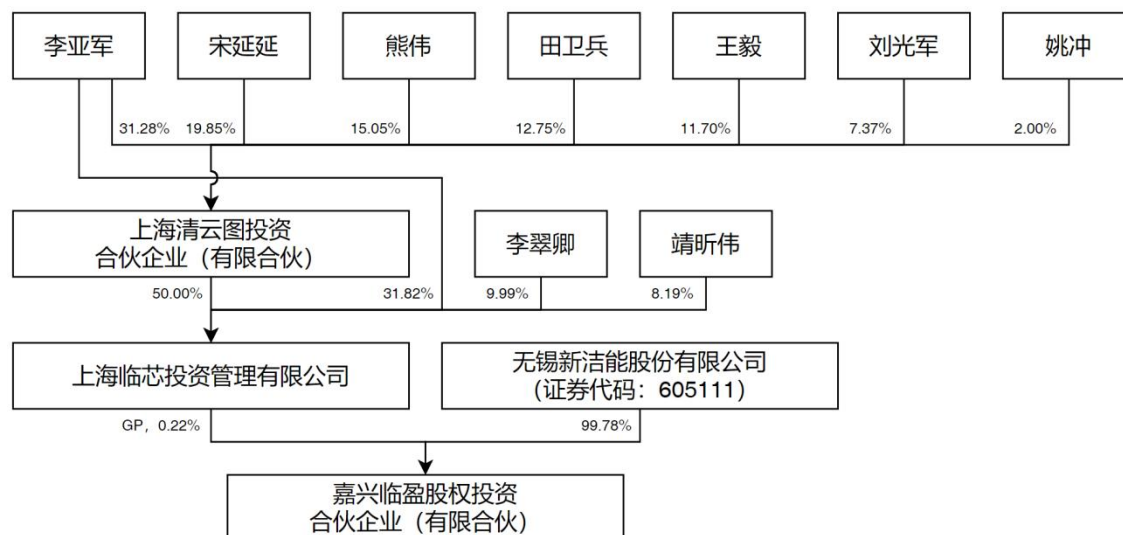 李亚军
宋延延
熊伟
田卫兵
王毅
刘光军
姚冲
31.28%
19.85%
15.05%
12.75%
11.70%
7.37%
2.00%
上海清云图投资
合伙企业（有限合伙）
李翠卿
靖昕伟
50.00%
31.82%
9.99%
8.19%
上海临芯投资管理有限公司
无锡新洁能股份有限公司
（证券代码：605111）
GP，0.22%
99.78%
嘉兴临盈股权投资
合伙企业（有限合伙）